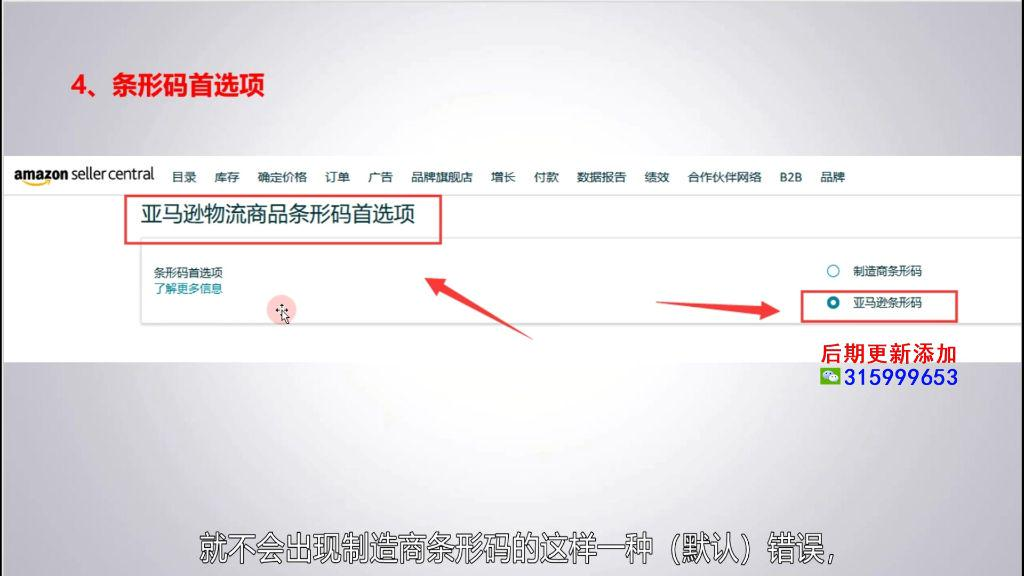 4、条形码首选项
amazon seller central 目录 库存 确定价格 订单 广告 品牌旗舰店 增长 付款 数据报告 绩效 合作伙伴网络 B2B 品牌
亚马逊物流商品条形码首选项
条形码首选项
了解更多信息
制造商条形码
亚马逊条形码
后期更新添加
315999653
就不会出现制造商条形码的这样一种（默认）错误，